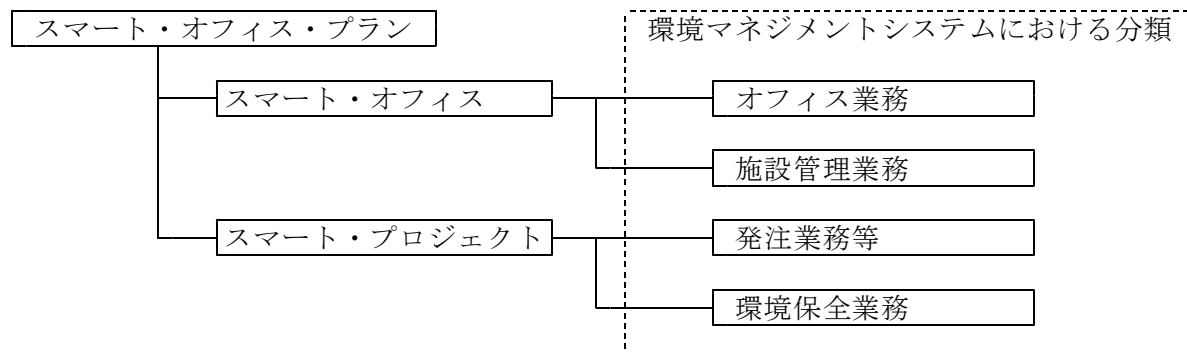 スマート・オフィス・プラン
環境マネジメントシステムにおける分類
スマート・オフィス
オフィス業務
施設管理業務
スマート・プロジェクト
発注業務等
環境保全業務